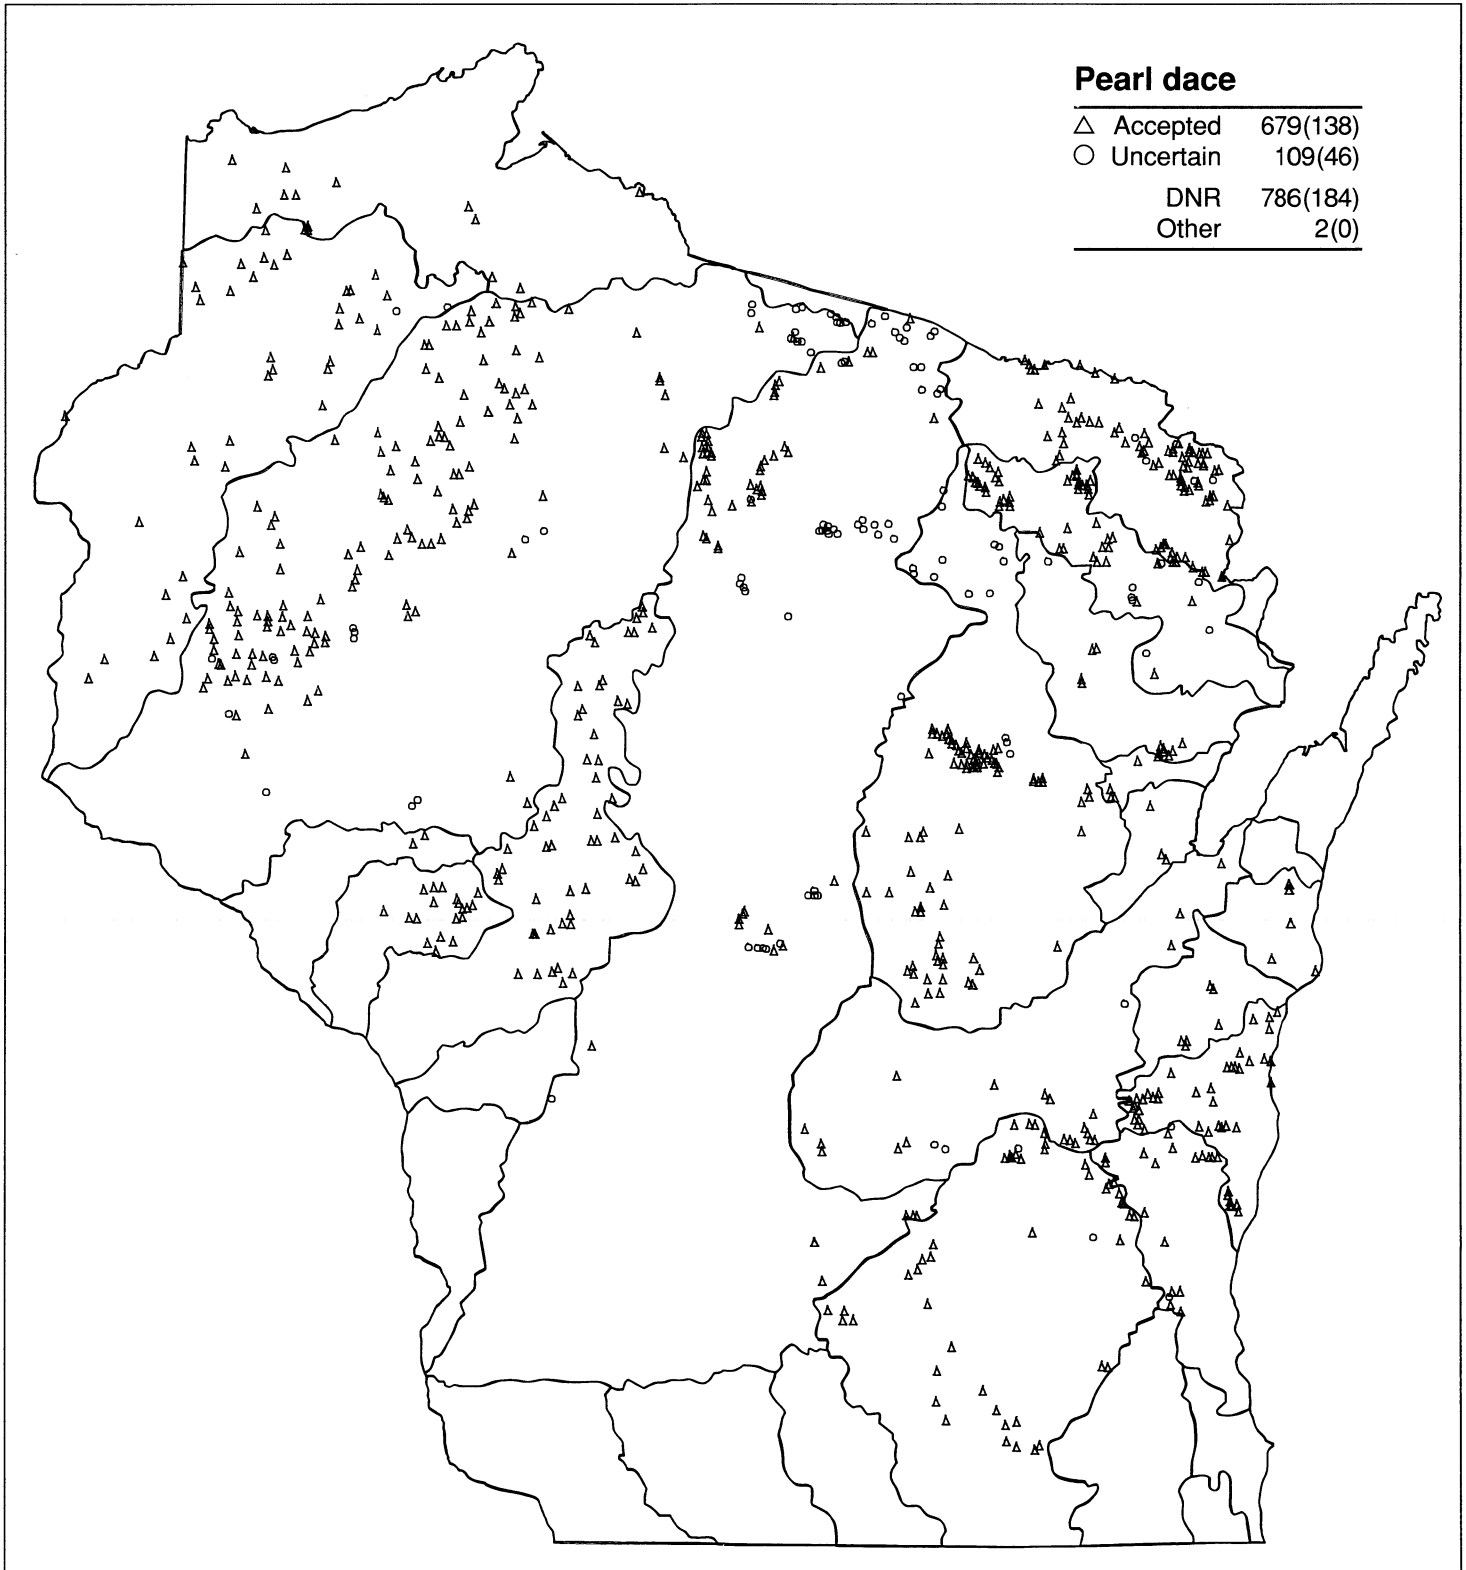 Pearl dace
△ Accepted 679(138)
○ Uncertain 109(46)
DNR 786(184)
Other 2(0)